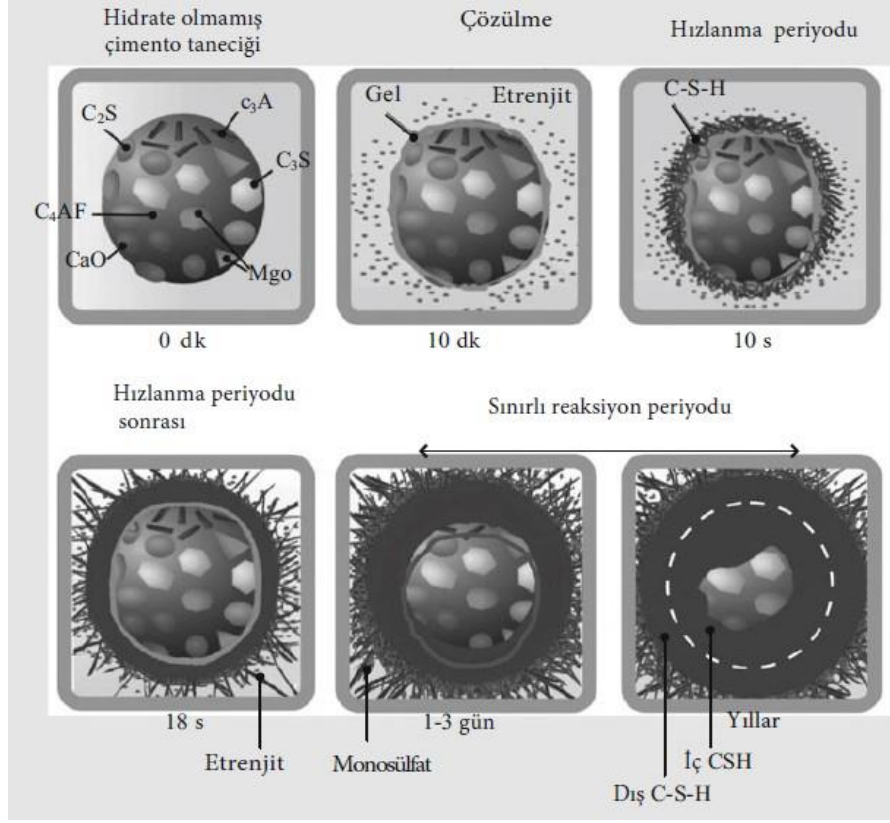 Hidrate olmamış
çimento taneciği
Çözülme
Hızlanma periyodu
C₂S
c₃A
C₃S
C₄AF
CaO
Mgo
Gel
Etrenjit
C-S-H
0 dk
10 dk
10 s
Hızlanma periyodu
sonrası
Sınırlı reaksiyon periyodu
18 s
1-3 gün
Yıllar
Etrenjit
Monosülfat
İç CSH
Dış C-S-H